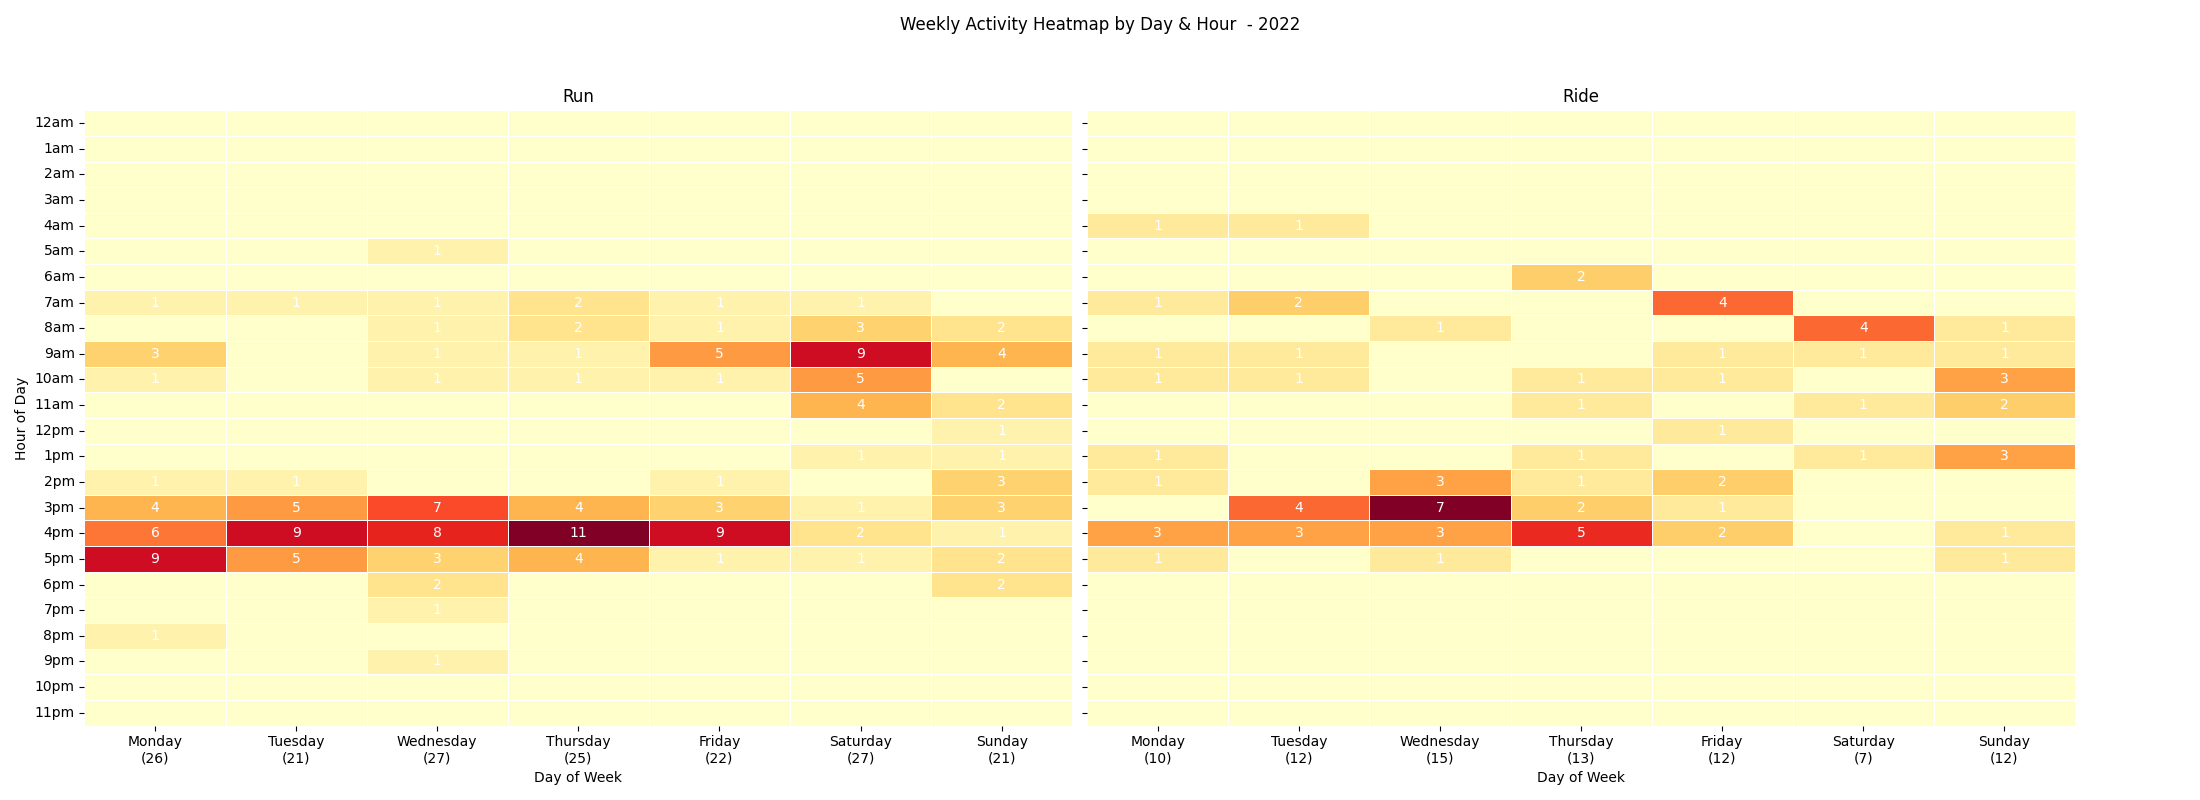 Weekly Activity Heatmap by Day & Hour - 2022
Run Ride
12am
1am
2am
3am
4am 1 1
5am 1
6am 2
7am 1 1 1 2 1 1 1 2 4
8am 1 2 1 3 2 1 4 1
9am 3 1 1 5 9 4 1 1 1 1 1
10am 1 1 1 1 5 1 1 1 1 3
11am 4 2 1 1 2
12pm 1 1
1pm 1 1 1 1 1 3
2pm 1 1 1 3 1 3 1 2
3pm 4 5 7 4 3 1 3 4 7 2 1
4pm 6 9 8 11 9 2 1 3 3 3 5 2 1
5pm 9 5 3 4 1 1 2 1 1 1
6pm 2 2
7pm 1
8pm 1
9pm 1
10pm
11pm
Hour of Day
Monday Tuesday Wednesday Thursday Friday Saturday Sunday Monday Tuesday Wednesday Thursday Friday Saturday Sunday
(26) (21) (27) (25) (22) (27) (21) (10) (12) (15) (13) (12) (7) (12)
Day of Week Day of Week